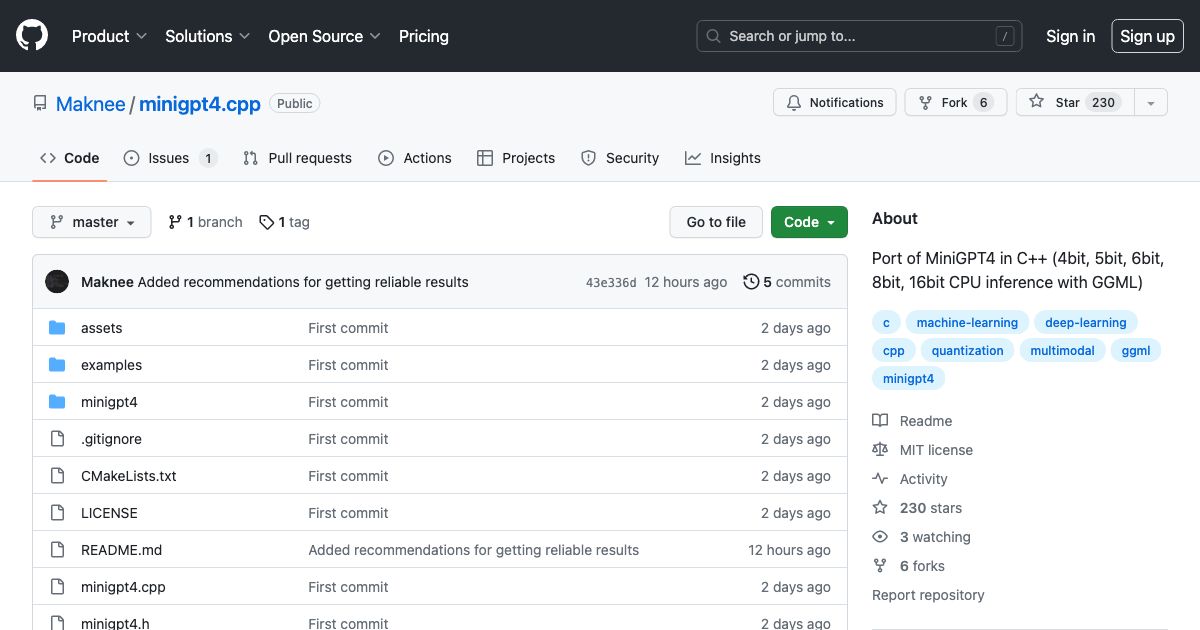 Product Solutions Open Source Pricing Search or jump to... / Sign in Sign up
Maknee / minigpt4.cpp Public Notifications Fork 6 Star 230
Code Issues 1 Pull requests Actions Projects Security Insights
master 1 branch 1 tag Go to file Code
Maknee Added recommendations for getting reliable results 43e336d 12 hours ago 5 commits
assets First commit 2 days ago
examples First commit 2 days ago
minigpt4 First commit 2 days ago
.gitignore First commit 2 days ago
CMakeLists.txt First commit 2 days ago
LICENSE First commit 2 days ago
README.md Added recommendations for getting reliable results 12 hours ago
minigpt4.cpp First commit 2 days ago
minigpt4.h First commit 2 days ago
About
Port of MiniGPT4 in C++ (4bit, 5bit, 6bit,
8bit, 16bit CPU inference with GGML)
c machine-learning deep-learning
cpp quantization multimodal ggml
minigpt4
Readme
MIT license
Activity
230 stars
3 watching
6 forks
Report repository